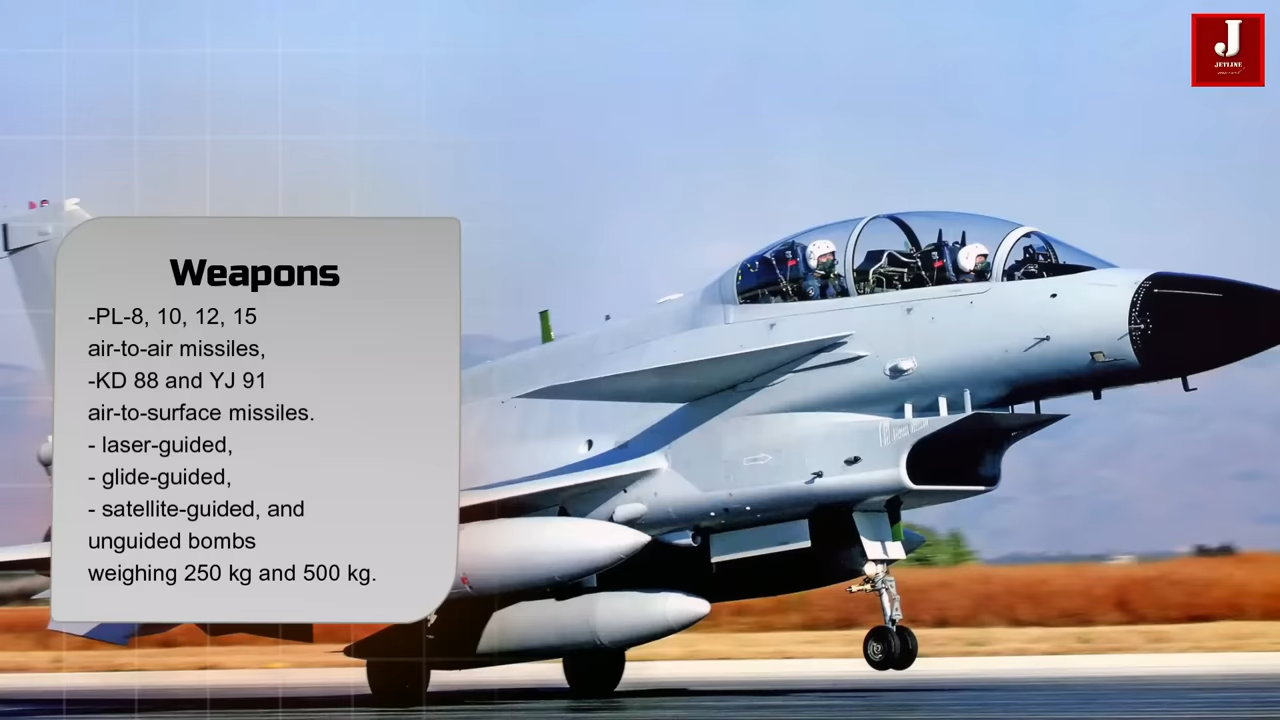 J
JETLINE
Weapons
-PL-8, 10, 12, 15
air-to-air missiles,
-KD 88 and YJ 91
air-to-surface missiles.
- laser-guided,
- glide-guided,
- satellite-guided, and
unguided bombs
weighing 250 kg and 500 kg.